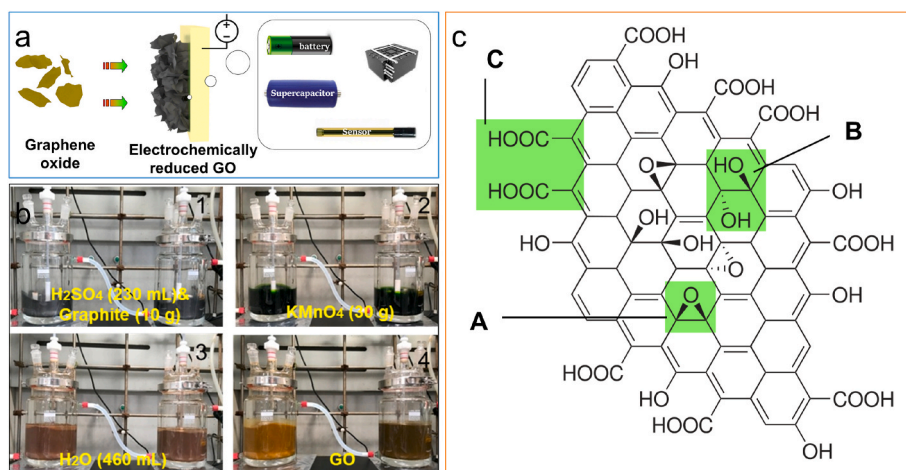 a
Graphene
oxide
Electrochemically
reduced GO
+
−
battery
Supercapacitor
Sensor
b
1
H₂SO₄ (230 mL)&
Graphite (10 g)
2
KMnO₄ (30 g)
3
H₂O (460 mL)
4
GO
c
C
B
A
COOH
OH
COOH
COOH
HOOC
HOOC
O
HO
OH
OH
OH
HO
OH
COOH
O
O
OH
HOOC
HO
HOOC
COOH
COOH
OH